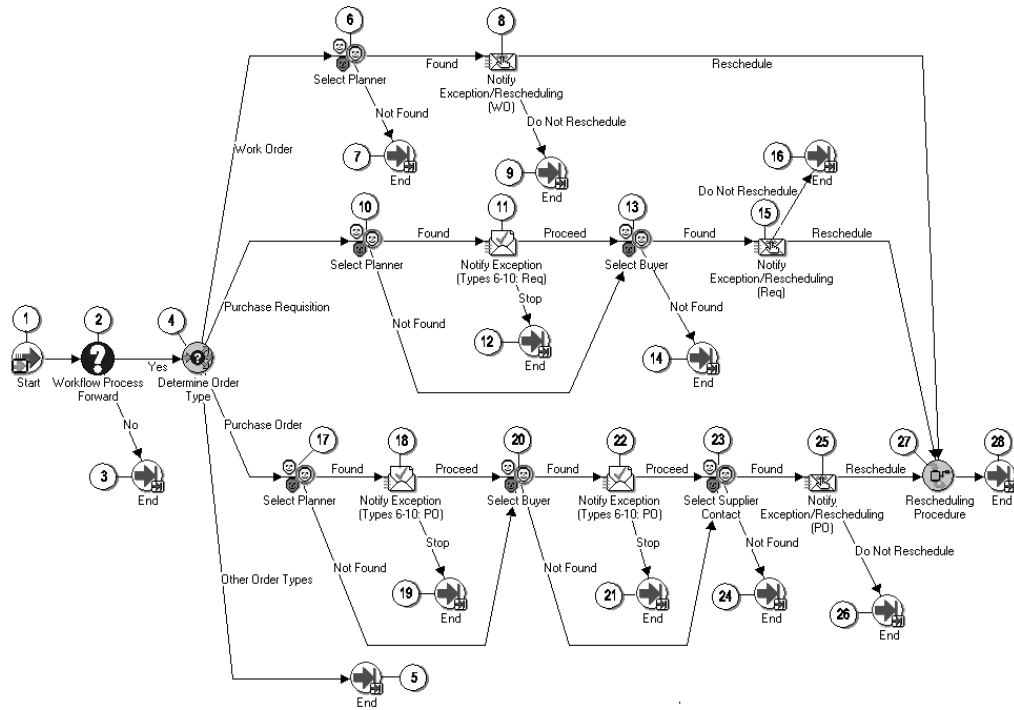 6
8
Select Planner
Found
Notify
Exception/Rescheduling
(WO)
Reschedule
Not Found
Do Not Reschedule
Work Order
7
End
9
End
16
End
Do Not Reschedule
10
Select Planner
Found
11
Notify Exception
(Types 6-10: Req)
Proceed
13
Select Buyer
Found
15
Notify
Exception/Rescheduling
(Req)
Reschedule
Purchase Requisition
Not Found
Stop
12
End
Not Found
14
End
1
Start
2
Workflow Process
Forward
Yes
4
Determine Order
Type
No
3
End
Purchase Order
17
Select Planner
Found
18
Notify Exception
(Types 6-10: PO)
Proceed
20
Select Buyer
Found
22
Notify Exception
(Types 6-10: PO)
Proceed
23
Select Supplier
Contact
Found
25
Notify
Exception/Rescheduling
(PO)
Reschedule
27
Rescheduling
Procedure
28
End
Other Order Types
Not Found
Stop
19
End
Not Found
Stop
21
End
Not Found
24
End
Do Not Reschedule
26
End
5
End